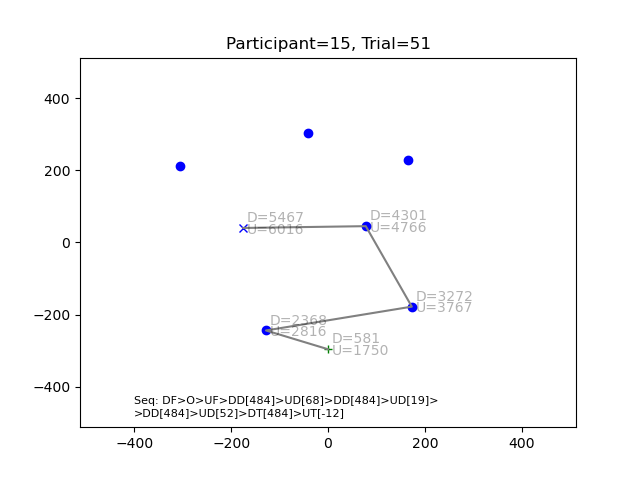 Participant=15, Trial=51
400
200
0
−200
−400
D=5467
U=6016
D=4301
U=4766
D=3272
U=3767
D=2368
U=2816
D=581
U=1750
Seq: DF>O>UF>DD[484]>UD[68]>DD[484]>UD[19]>
>DD[484]>UD[52]>DT[484]>UT[-12]
−400 −200 0 200 400